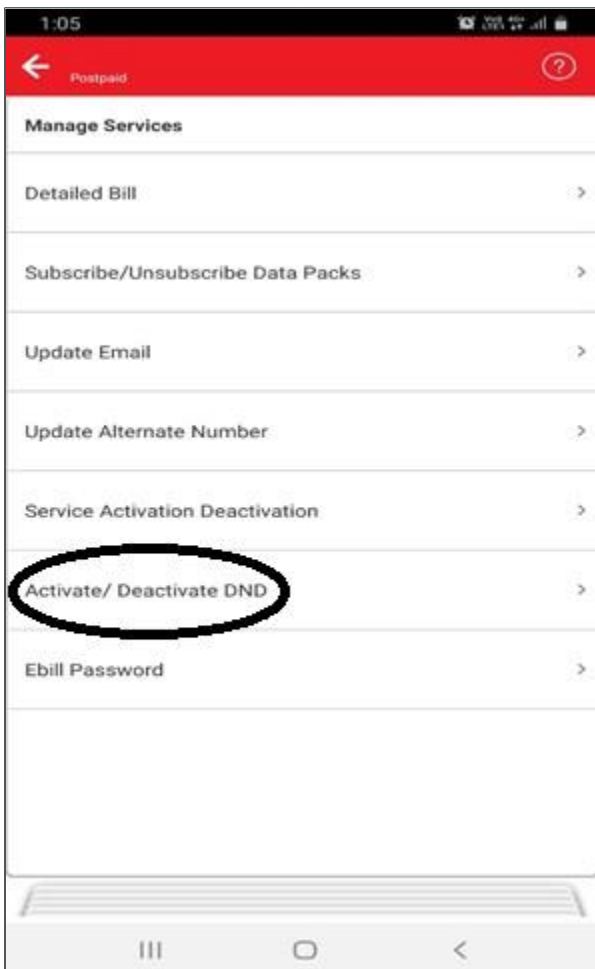 1:05
Postpaid
?
Manage Services
Detailed Bill
Subscribe/Unsubscribe Data Packs
Update Email
Update Alternate Number
Service Activation Deactivation
Activate/ Deactivate DND
Ebill Password